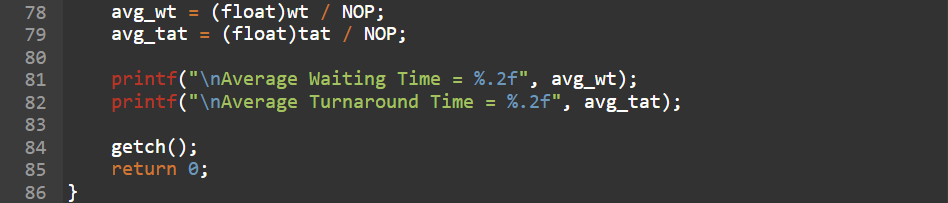 78 avg_wt = (float)wt / NOP;
79 avg_tat = (float)tat / NOP;
80
81 printf("\nAverage Waiting Time = %.2f", avg_wt);
82 printf("\nAverage Turnaround Time = %.2f", avg_tat);
83
84 getch();
85 return 0;
86 }